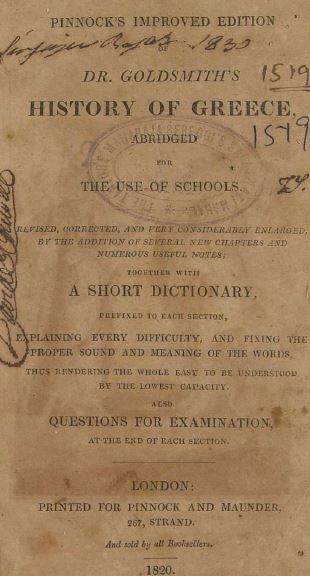 PINNOCK'S IMPROVED EDITION
OF
1830
DR. GOLDSMITH'S
1519
HISTORY OF GREECE,
1519
ABRIDGED
FOR
THE USE OF SCHOOLS.
REVISED, CORRECTED, AND VERY CONSIDERABLY ENLARGED,
BY THE ADDITION OF SEVERAL NEW CHAPTERS AND
NUMEROUS USEFUL NOTES;
TOGETHER WITH
A SHORT DICTIONARY,
PREFIXED TO EACH SECTION,
EXPLAINING EVERY DIFFICULTY, AND FIXING THE
PROPER SOUND AND MEANING OF THE WORDS,
THUS RENDERING THE WHOLE EASY TO BE UNDERSTOOD
BY THE LOWEST CAPACITY.
ALSO
QUESTIONS FOR EXAMINATION,
AT THE END OF EACH SECTION.
LONDON:
PRINTED FOR PINNOCK AND MAUNDER,
267, STRAND.
And sold by all Booksellers.
1820.